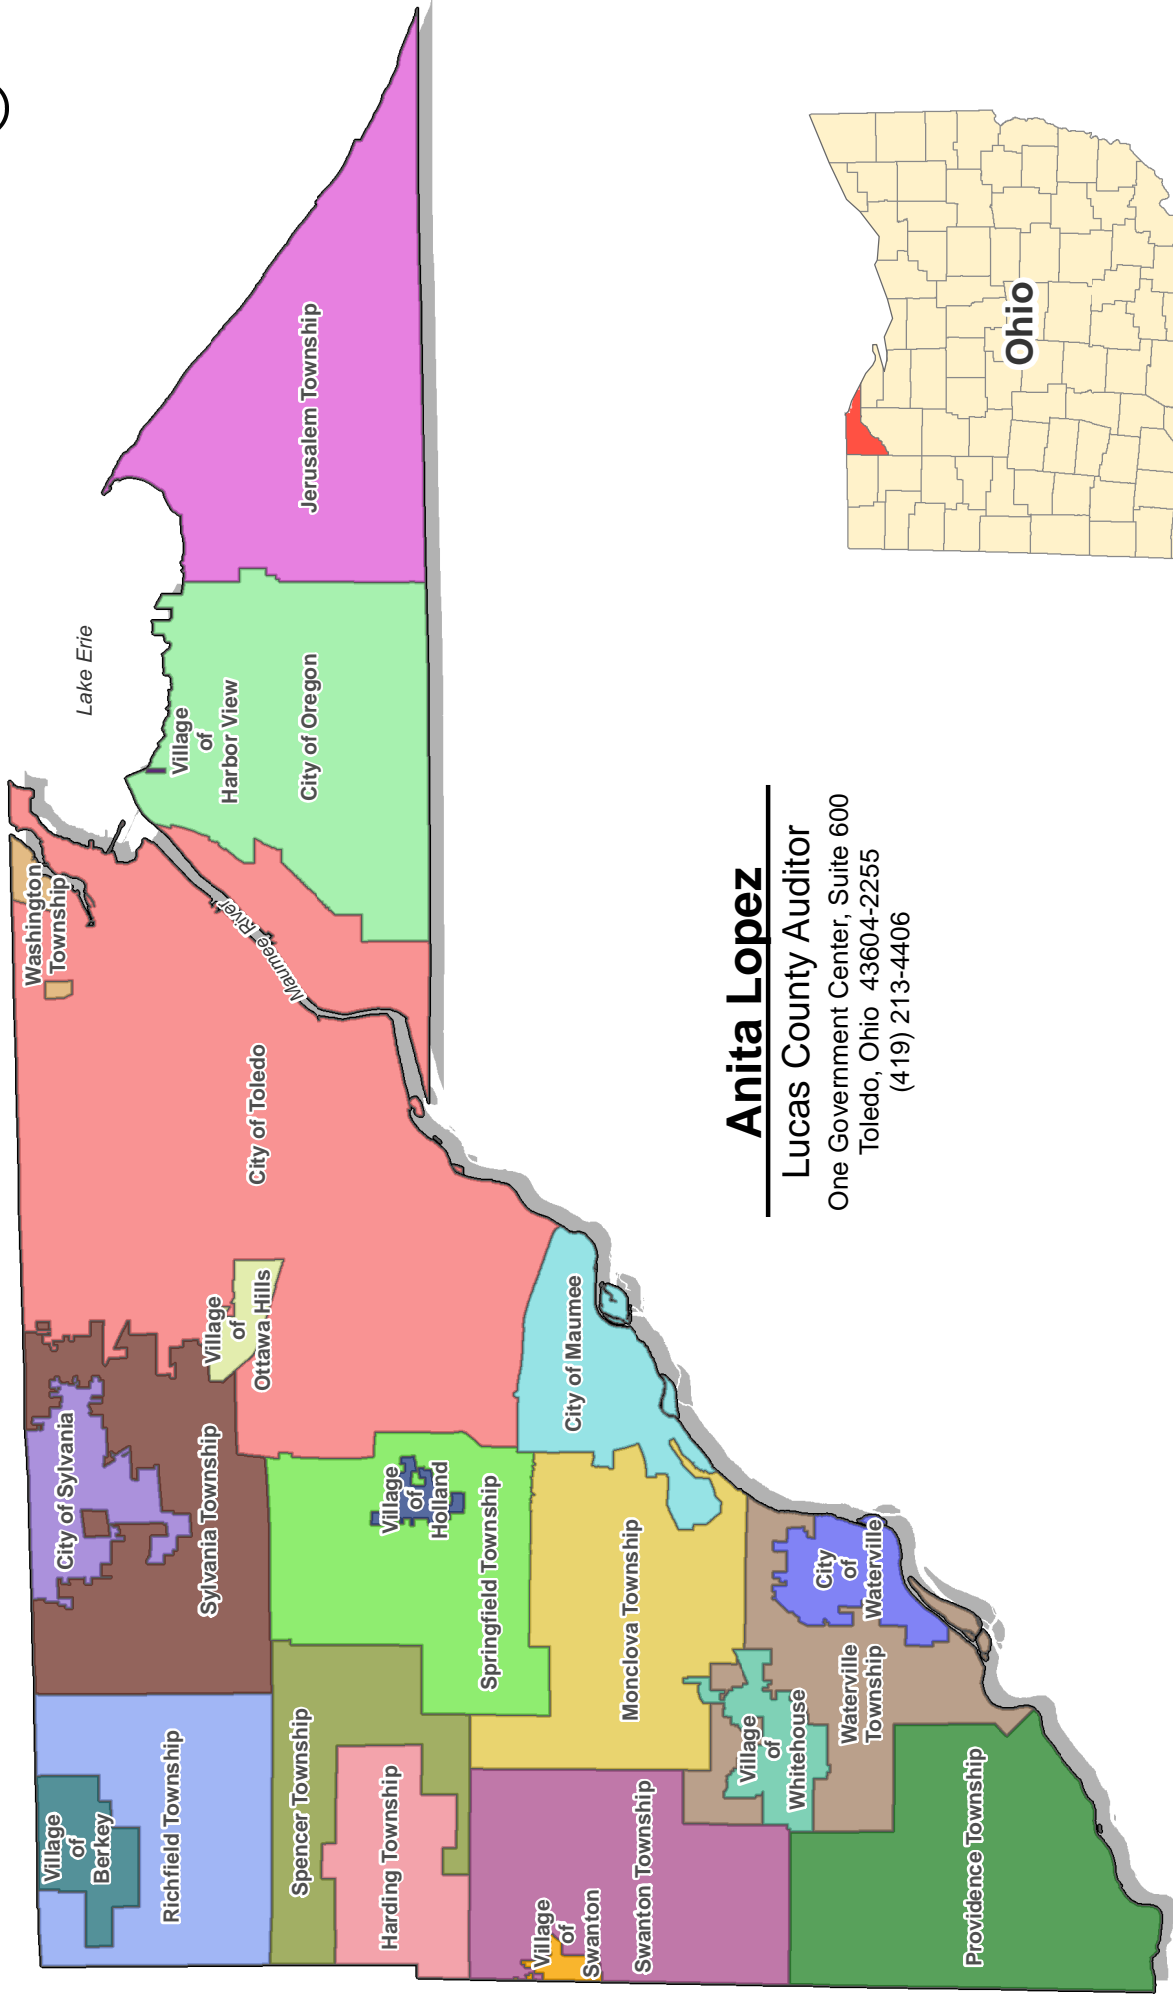 Lake Erie
Washington
Township
Village
of
Harbor View
City of Oregon
Jerusalem Township
Maumee River
City of Toledo
Village
of
Ottawa Hills
City of Sylvania
Sylvania Township
Village
of
Berkey
Richfield Township
Spencer Township
Harding Township
Village
of
Holland
Springfield Township
City of Maumee
Monclova Township
Village
of
Swanton
Swanton Township
Village
of
Whitehouse
City
of
Waterville
Waterville
Township
Providence Township
Anita Lopez
Lucas County Auditor
One Government Center, Suite 600
Toledo, Ohio 43604-2255
(419) 213-4406
Ohio